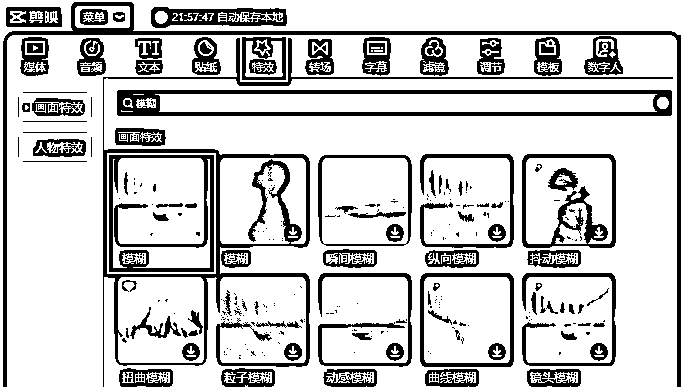 剪映 菜单 21:57:47 自动保存本地
媒体 音频 文本 贴纸 特效 转场 字幕 滤镜 调节 模板 数字人
模糊
画面特效
人物特效
画面特效
模糊 模糊 瞬间模糊 纵向模糊 抖动模糊
扭曲模糊 粒子模糊 动感模糊 曲线模糊 镜头模糊